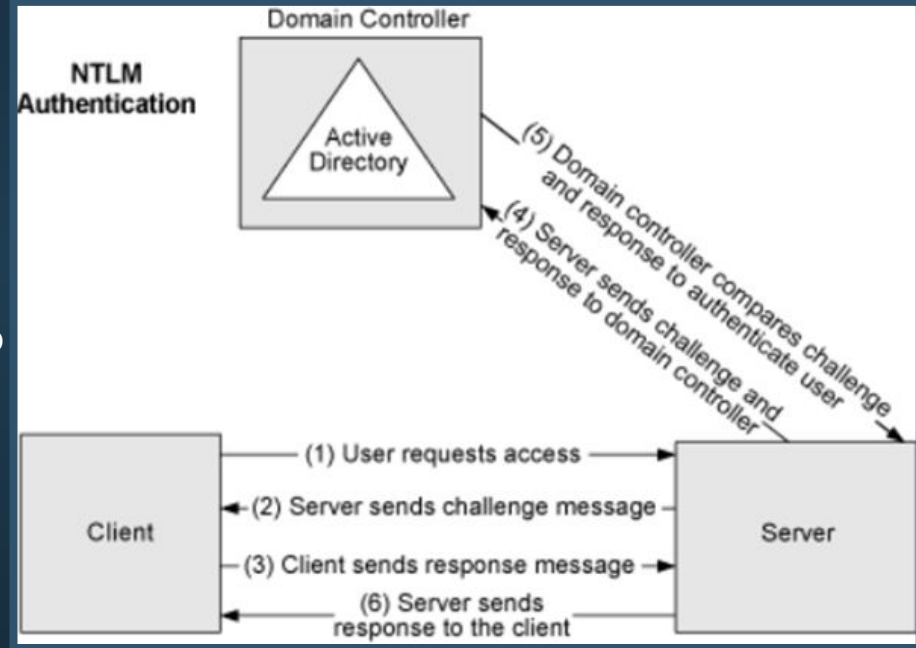 Domain Controller
NTLM
Authentication
Active
Directory
(5) Domain controller compares challenge
and response to authenticate user
(4) Server sends challenge and
response to domain controller
(1) User requests access
(2) Server sends challenge message
Client
Server
(3) Client sends response message
(6) Server sends
response to the client